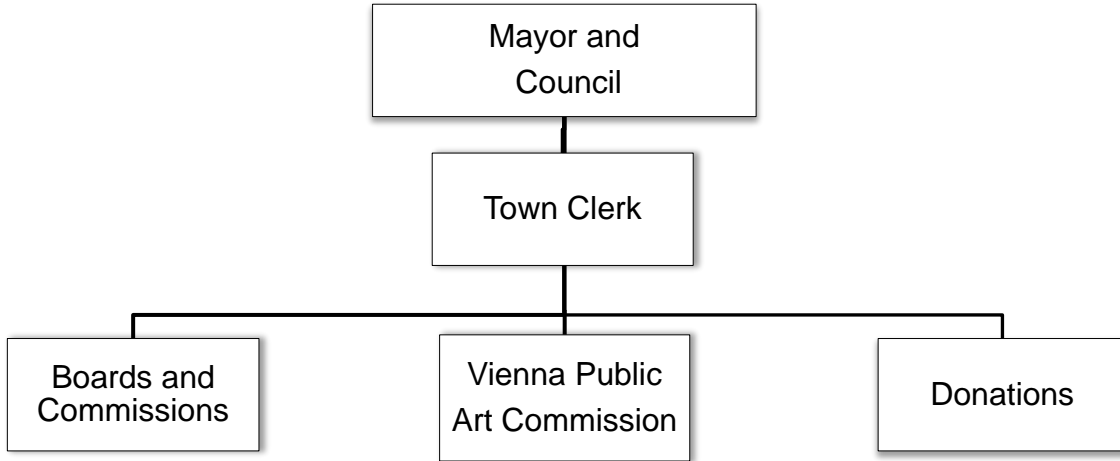 Mayor and
Council
Town Clerk
Boards and
Commissions
Vienna Public
Art Commission
Donations